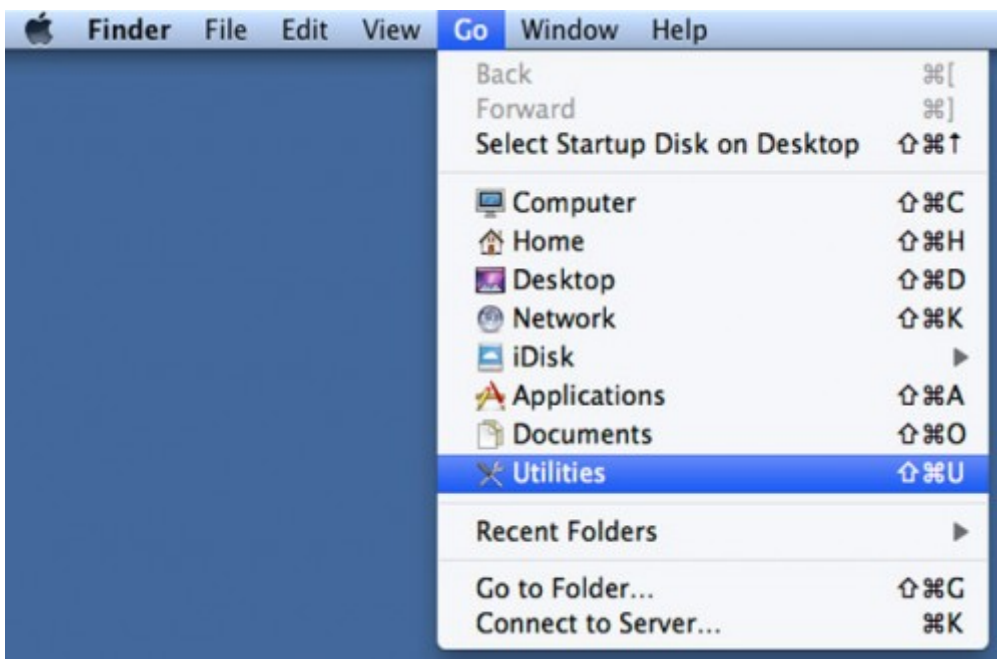 Finder File Edit View Go Window Help
Back ⌘[
Forward ⌘]
Select Startup Disk on Desktop ⇧⌘↑
Computer ⇧⌘C
Home ⇧⌘H
Desktop ⇧⌘D
Network ⇧⌘K
iDisk ▶
Applications ⇧⌘A
Documents ⇧⌘O
Utilities ⇧⌘U
Recent Folders ▶
Go to Folder... ⇧⌘G
Connect to Server... ⌘K